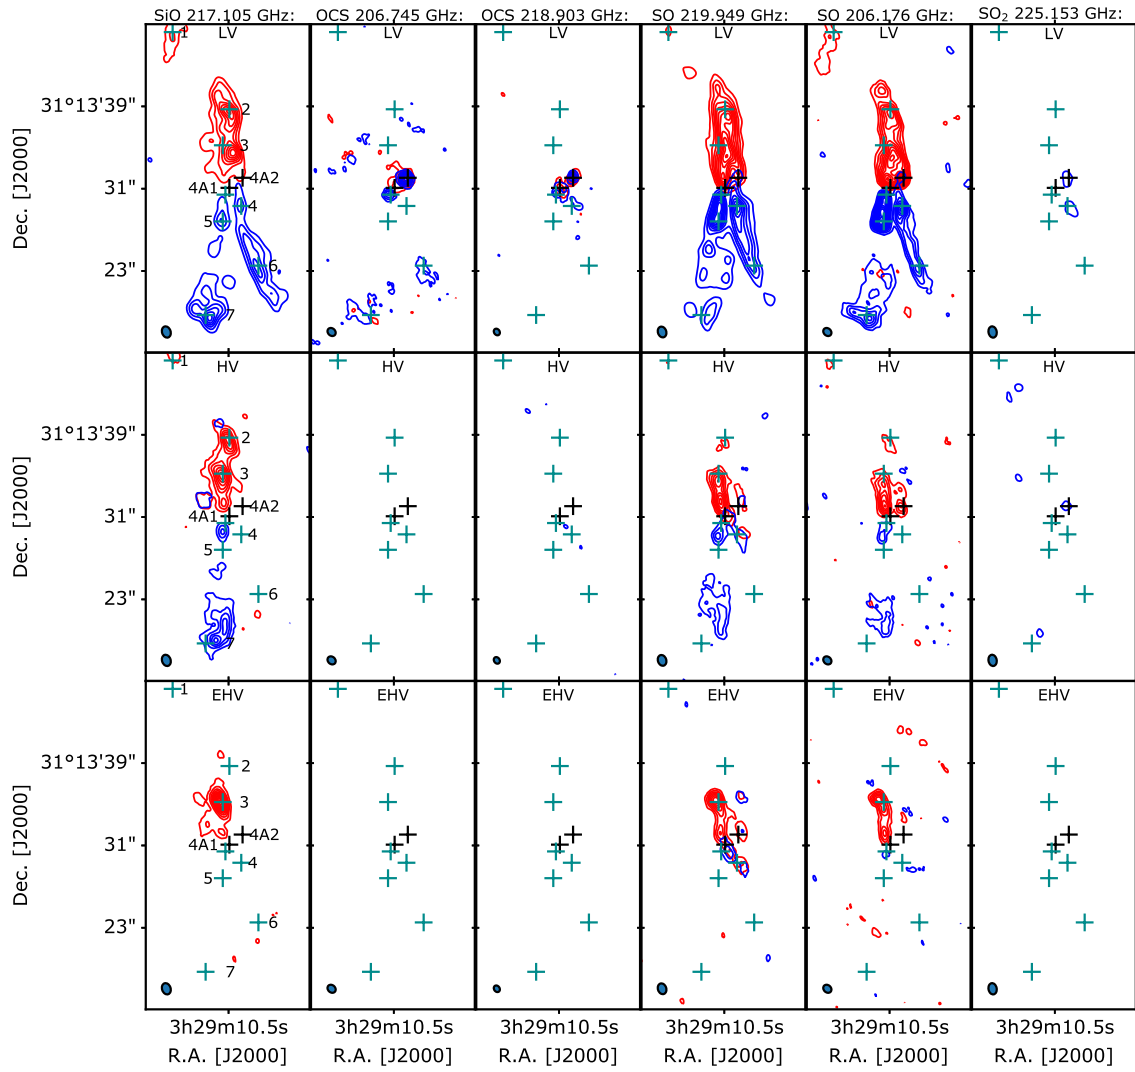 SiO 217.105 GHz: OCS 206.745 GHz: OCS 218.903 GHz: SO 219.949 GHz: SO 206.176 GHz: SO₂ 225.153 GHz:
LV LV LV LV LV LV
1
31°13'39"
2
3
4A2
31"
4A1
4
5
23"
6
7
Dec. [J2000]
HV HV HV HV HV HV
1
31°13'39"
2
3
4A2
31"
4A1
4
5
23"
6
7
Dec. [J2000]
EHV EHV EHV EHV EHV EHV
1
31°13'39"
2
3
4A2
31"
4A1
4
5
23"
6
7
Dec. [J2000]
3h29m10.5s 3h29m10.5s 3h29m10.5s 3h29m10.5s 3h29m10.5s 3h29m10.5s
R.A. [J2000] R.A. [J2000] R.A. [J2000] R.A. [J2000] R.A. [J2000] R.A. [J2000]